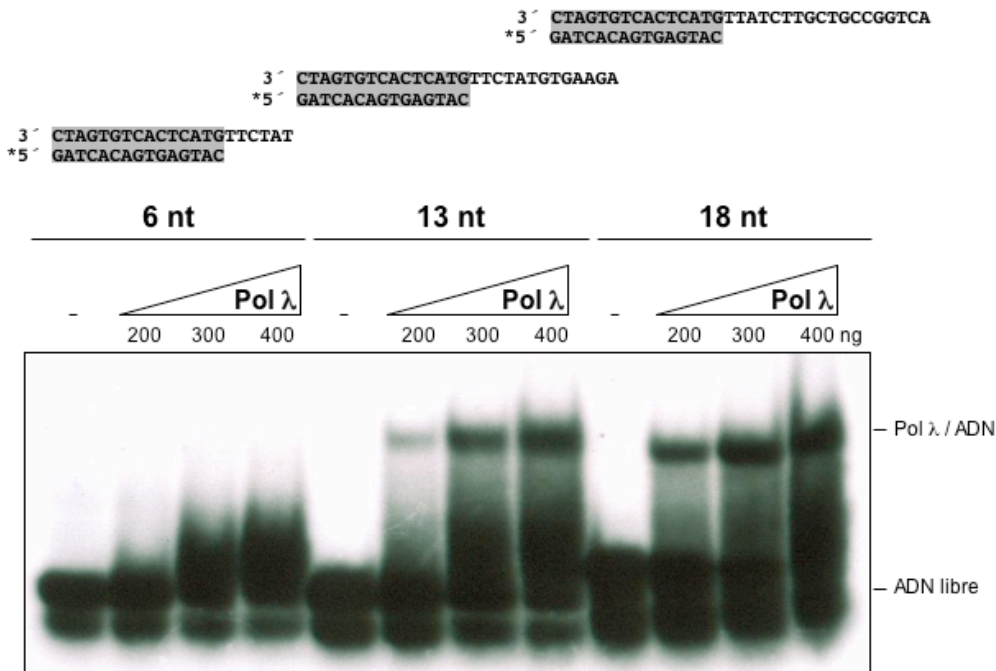 3´ CTAGTGTCACTCATGTTATCTTGCTGCCGGTCA
*5´ GATCACAGTGAGTAC
3´ CTAGTGTCACTCATGTTCTATGTGAAGA
*5´ GATCACAGTGAGTAC
3´ CTAGTGTCACTCATGTTCTAT
*5´ GATCACAGTGAGTAC
6 nt 13 nt 18 nt
Pol λ Pol λ Pol λ
- 200 300 400 - 200 300 400 - 200 300 400 ng
Pol λ / ADN
ADN libre